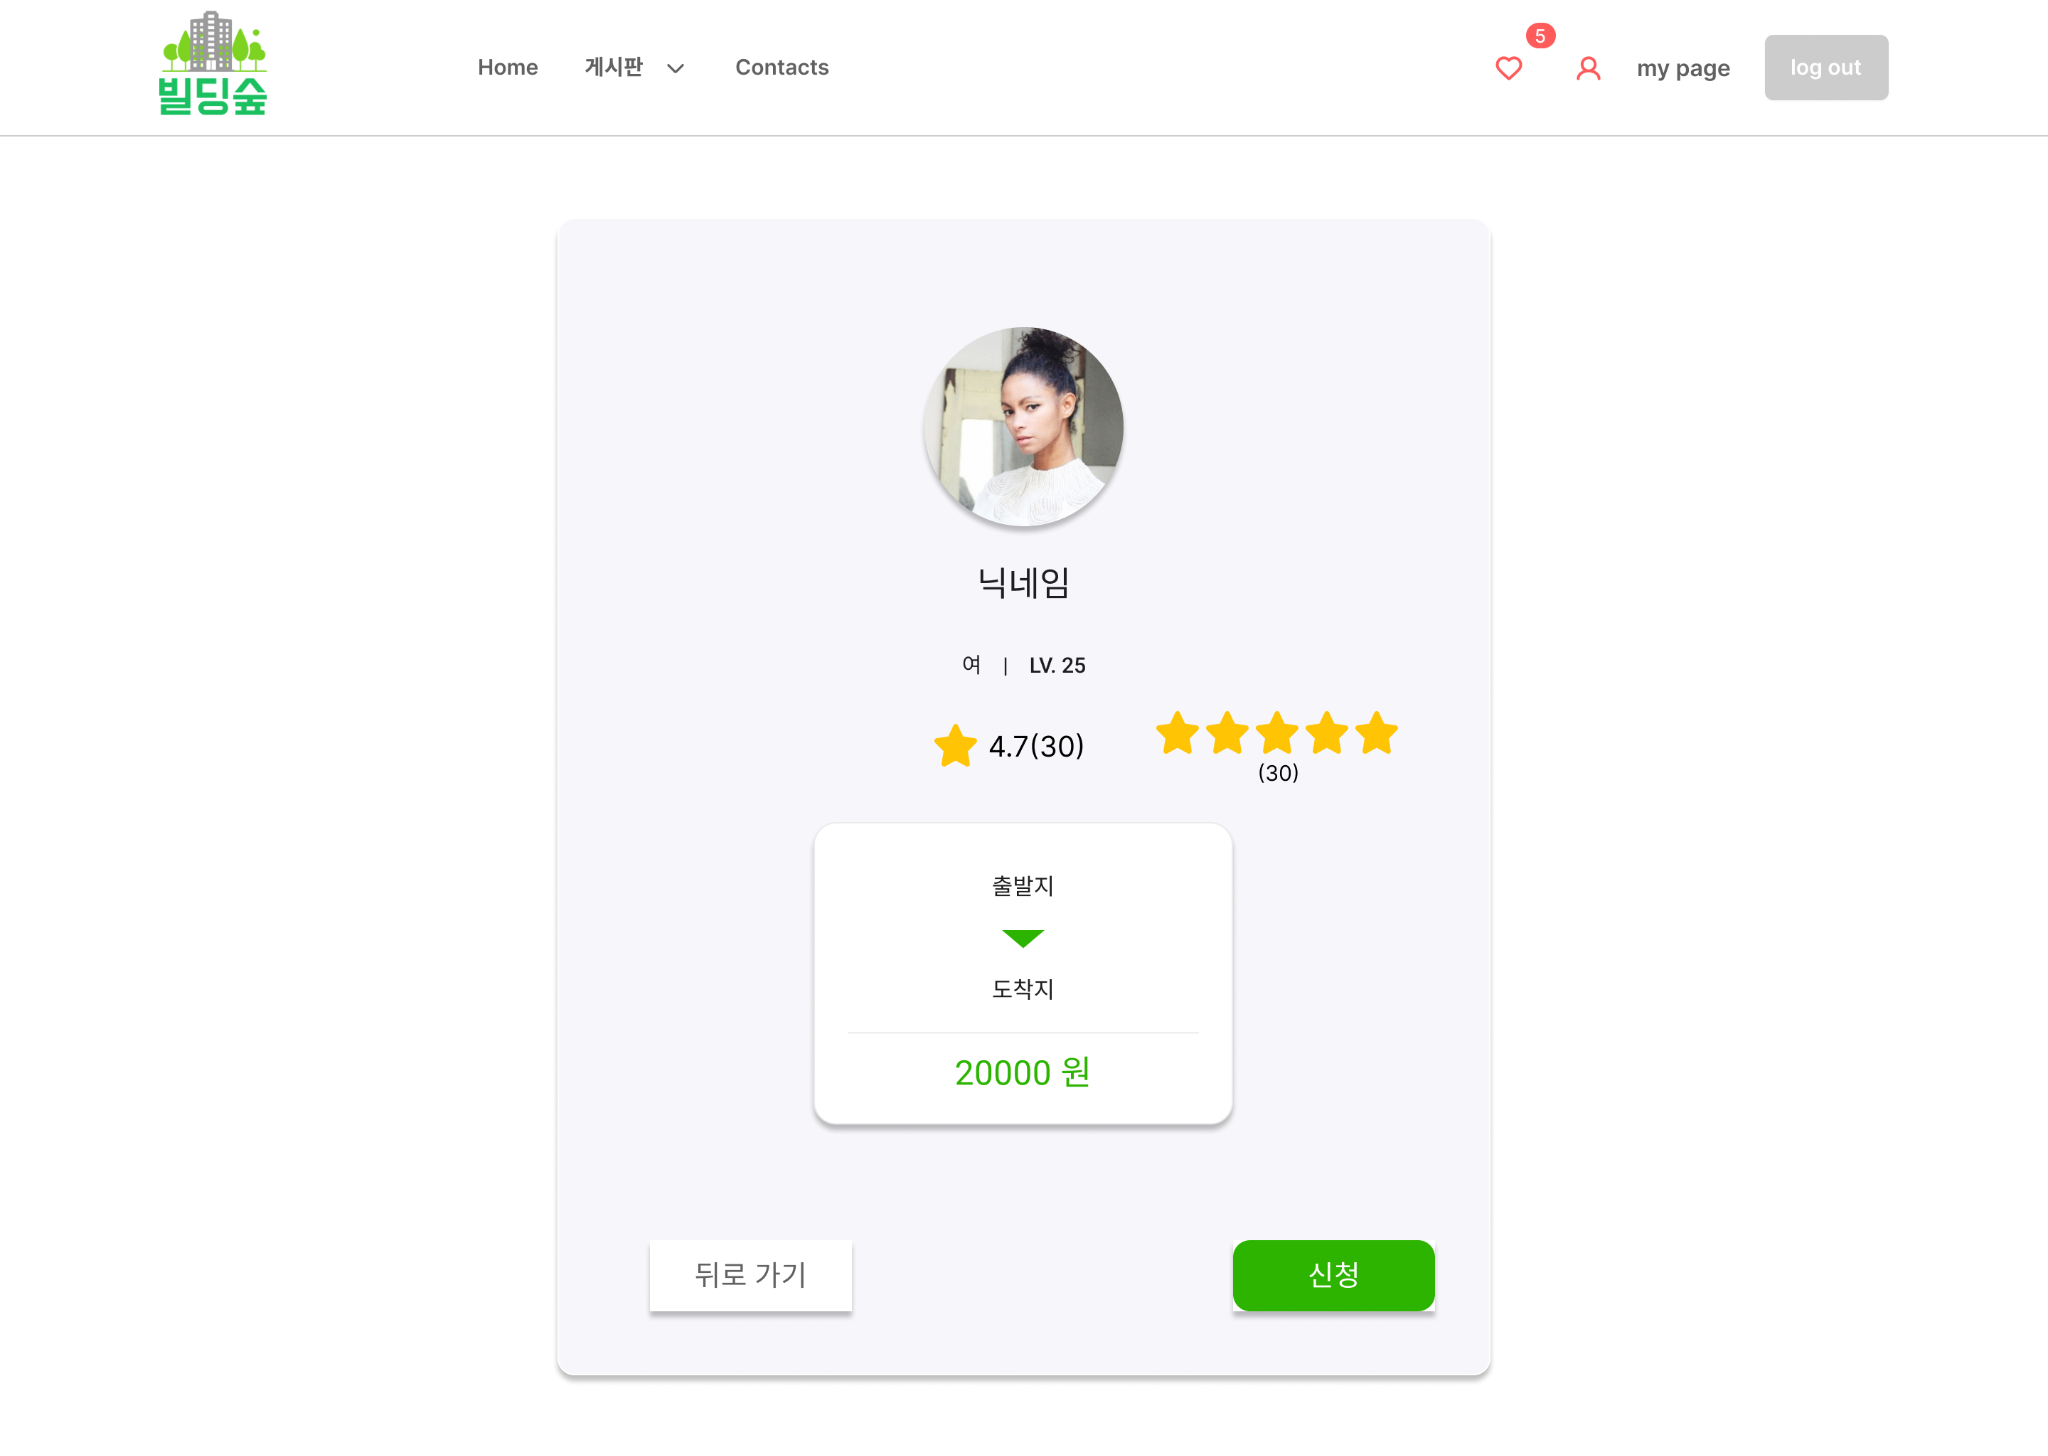 빌딩숲
Home 게시판 Contacts
5
my page
log out
닉네임
여 | LV. 25
4.7(30)
(30)
출발지
도착지
20000 원
뒤로 가기
신청